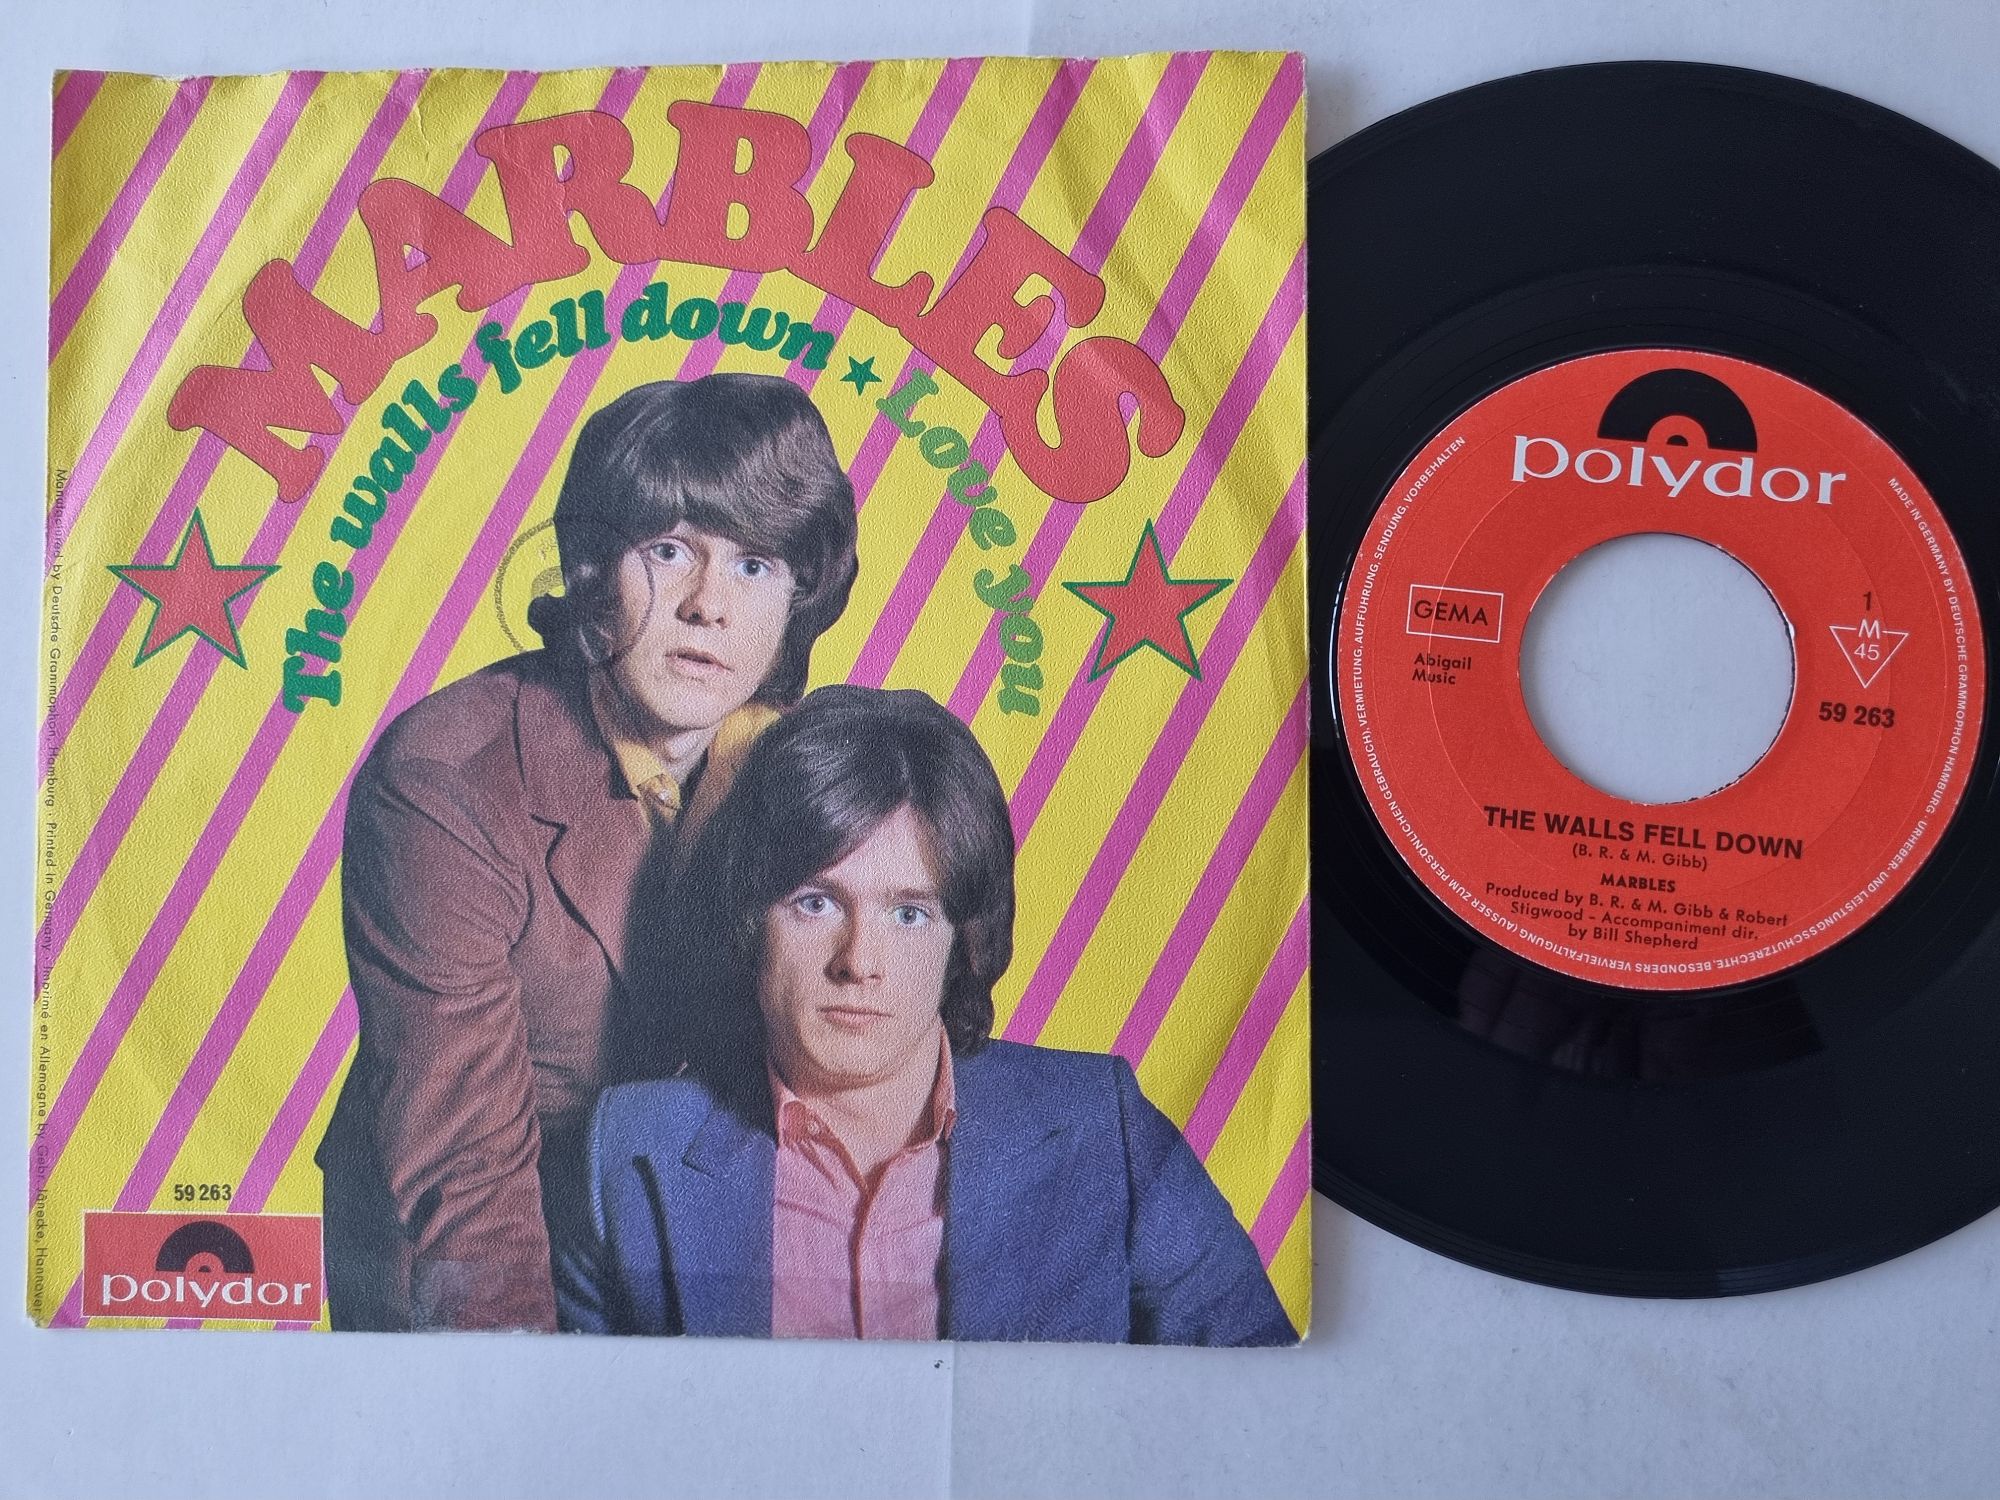 MARBLES
The walls fell down ★ Love you
Manufactured by Deutsche Grammophon, Hamburg · Printed in Germany · Imprimé en Allemagne by Gebr. Jänecke, Hannover
59 263
polydor
polydor
MADE IN GERMANY BY DEUTSCHE GRAMMOPHON HAMBURG · URHEBER- UND LEISTUNGSSCHUTZRECHTE, BESONDERS VERVIELFÄLTIGUNG (AUSSER ZUM PERSÖNLICHEN GEBRAUCH), VERMIETUNG, AUFFÜHRUNG, SENDUNG, VORBEHALTEN
GEMA
Abigail
Music
1
M
45
59 263
THE WALLS FELL DOWN
(B. R. & M. Gibb)
MARBLES
Produced by B. R. & M. Gibb & Robert
Stigwood - Accompaniment dir.
by Bill Shepherd